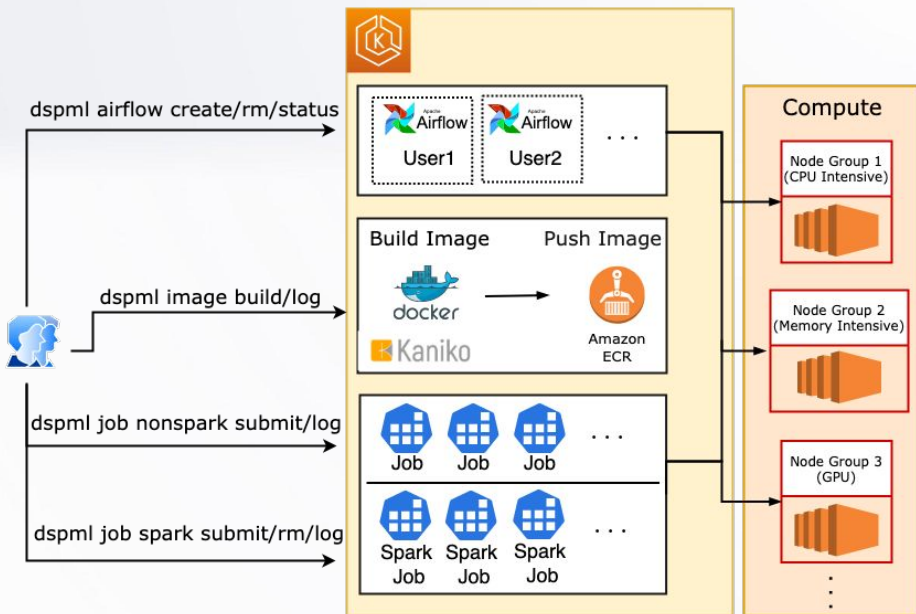 dspml airflow create/rm/status
K
Apache
Airflow
User1
Apache
Airflow
User2
. . .
Compute
Node Group 1
(CPU Intensive)
dspml image build/log
Build Image
Push Image
docker
Kaniko
Amazon
ECR
Node Group 2
(Memory Intensive)
dspml job nonspark submit/log
Job
Job
Job
. . .
dspml job spark submit/rm/log
Spark
Job
Spark
Job
Spark
Job
. . .
Node Group 3
(GPU)